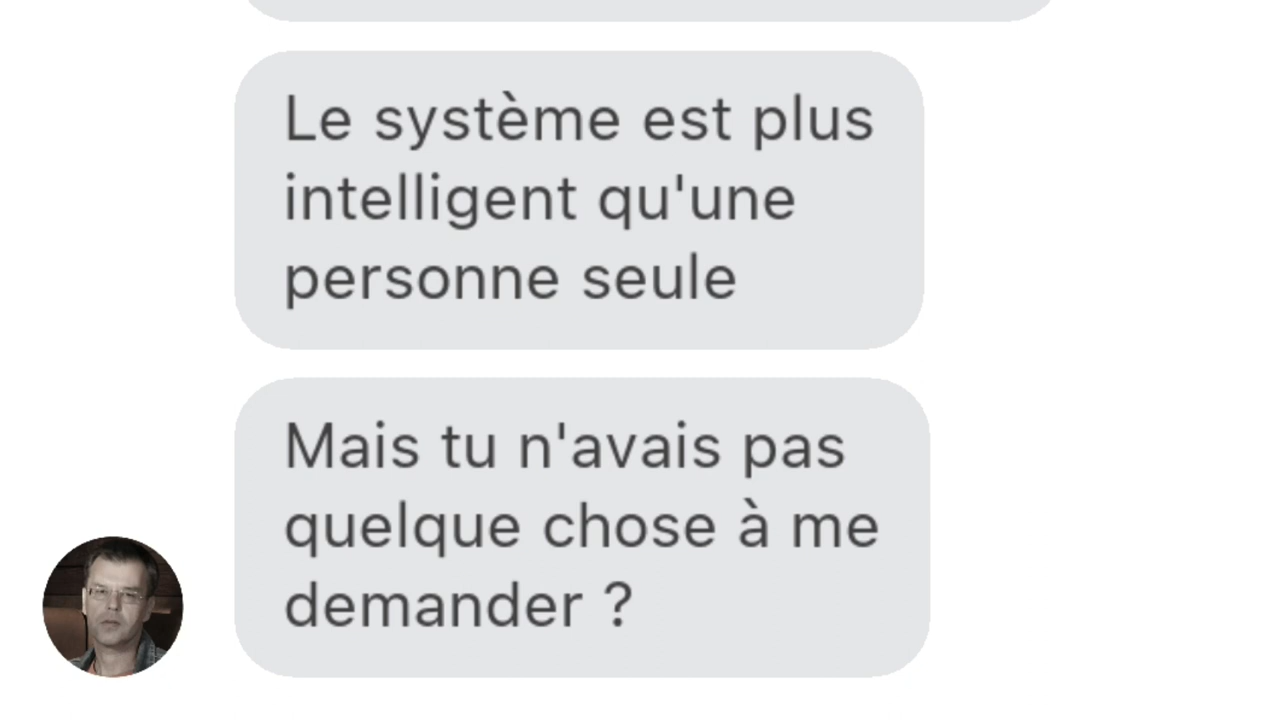 Le système est plus
intelligent qu'une
personne seule
Mais tu n'avais pas
quelque chose à me
demander ?